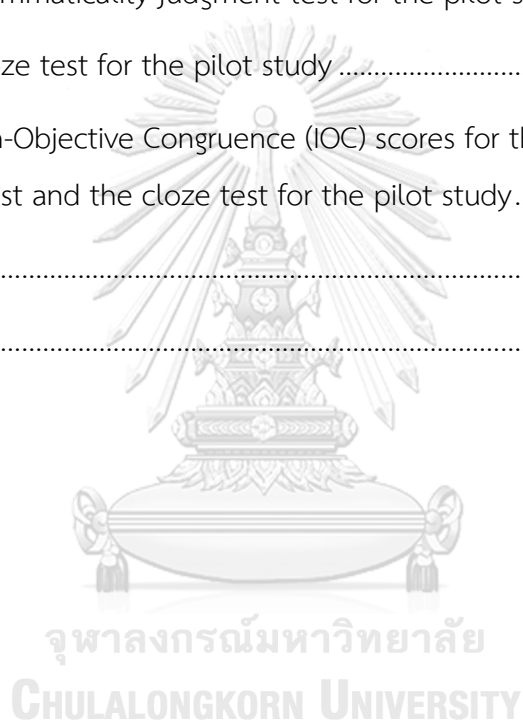 judgment test for the pilot
ze test for the pilot study ........................
-Objective Congruence (IOC) scores for th
st and the cloze test for the pilot study.
................................................................................
................................................................................
จุฬาลงกรณ์มหาวิทยาลัย
CHULALONGKORN UNIVERSITY